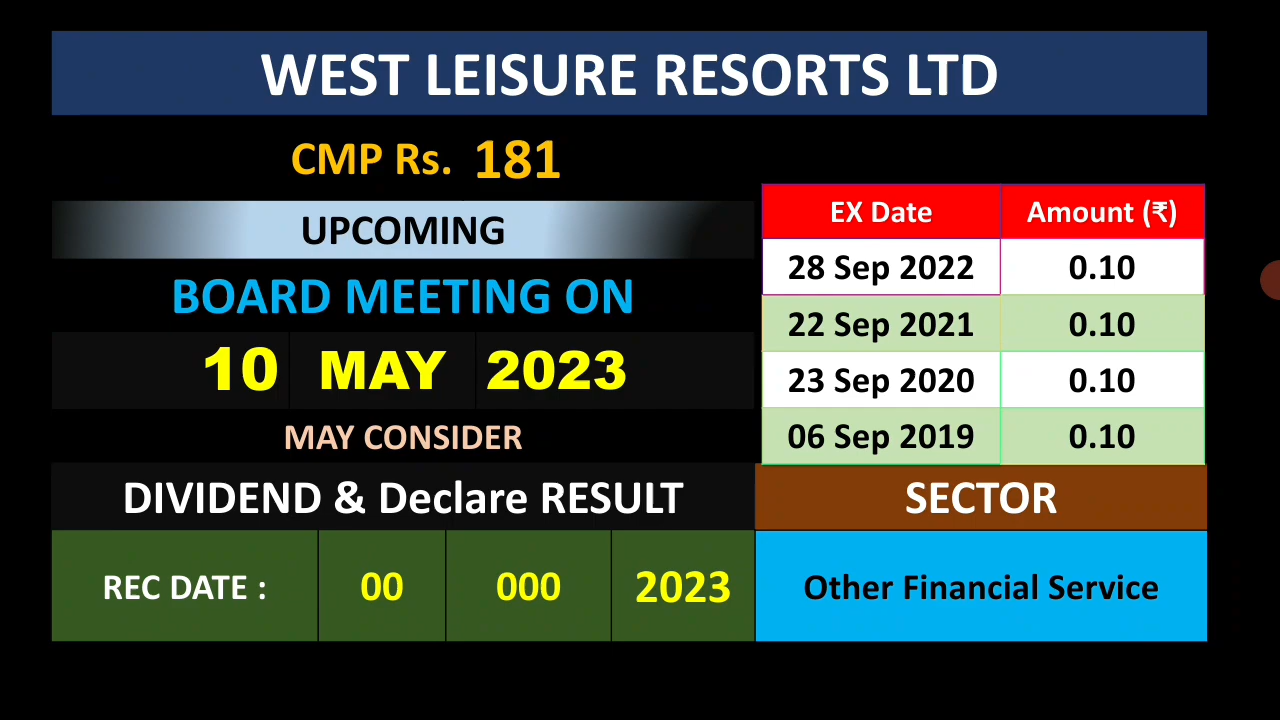 WEST LEISURE RESORTS LTD
CMP Rs. 181
UPCOMING
BOARD MEETING ON
10 MAY 2023
MAY CONSIDER
DIVIDEND & Declare RESULT
REC DATE : 00 000 2023
EX Date Amount (₹)
28 Sep 2022 0.10
22 Sep 2021 0.10
23 Sep 2020 0.10
06 Sep 2019 0.10
SECTOR
Other Financial Service